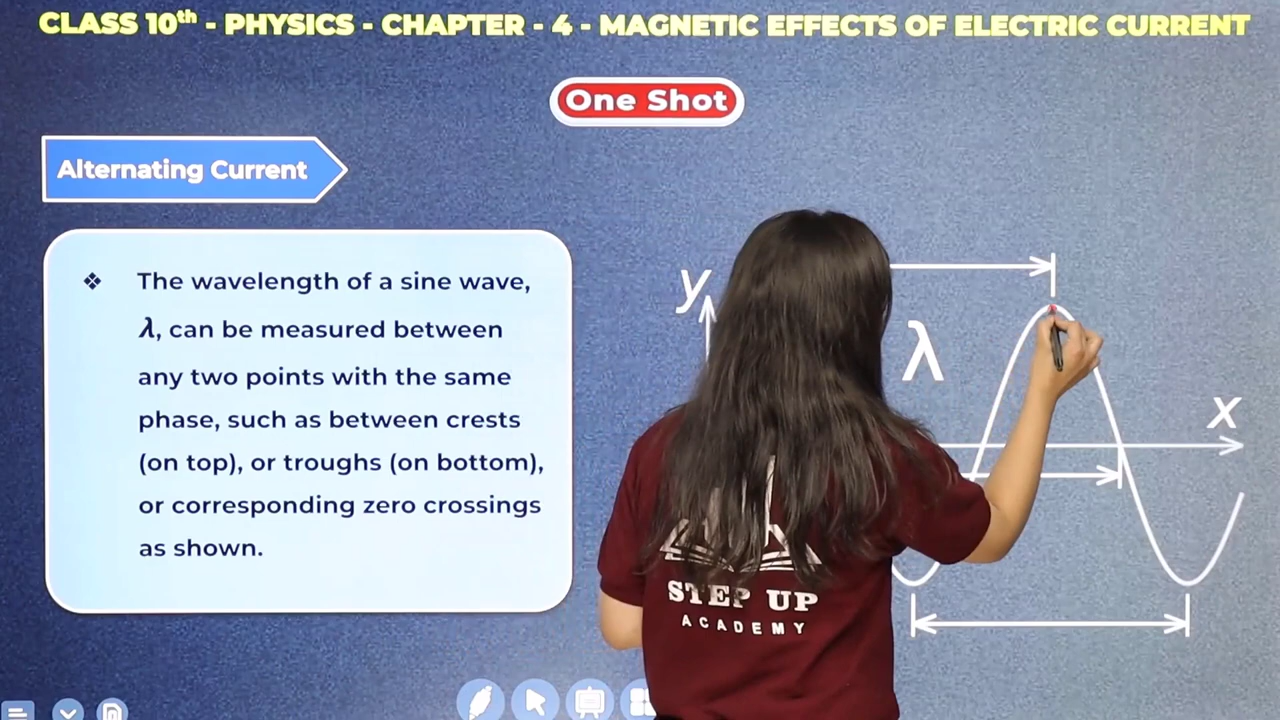 CLASS 10th - PHYSICS - CHAPTER - 4 - MAGNETIC EFFECTS OF ELECTRIC CURRENT
One Shot
Alternating Current
❖ The wavelength of a sine wave,
λ, can be measured between
any two points with the same
phase, such as between crests
(on top), or troughs (on bottom),
or corresponding zero crossings
as shown.
y
λ
x
STEP UP
ACADEMY